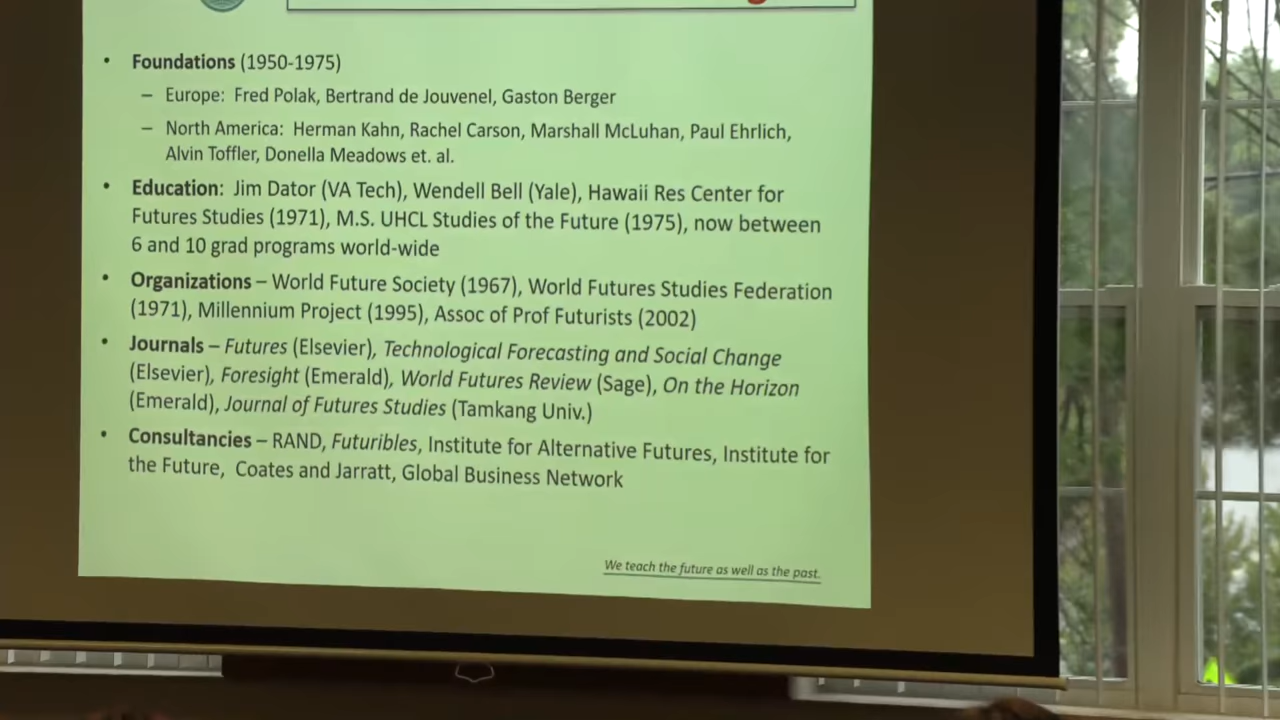 • Foundations (1950-1975)
– Europe: Fred Polak, Bertrand de Jouvenel, Gaston Berger
– North America: Herman Kahn, Rachel Carson, Marshall McLuhan, Paul Ehrlich,
Alvin Toffler, Donella Meadows et. al.
• Education: Jim Dator (VA Tech), Wendell Bell (Yale), Hawaii Res Center for
Futures Studies (1971), M.S. UHCL Studies of the Future (1975), now between
6 and 10 grad programs world-wide
• Organizations – World Future Society (1967), World Futures Studies Federation
(1971), Millennium Project (1995), Assoc of Prof Futurists (2002)
• Journals – Futures (Elsevier), Technological Forecasting and Social Change
(Elsevier), Foresight (Emerald), World Futures Review (Sage), On the Horizon
(Emerald), Journal of Futures Studies (Tamkang Univ.)
• Consultancies – RAND, Futuribles, Institute for Alternative Futures, Institute for
the Future, Coates and Jarratt, Global Business Network
We teach the future as well as the past.